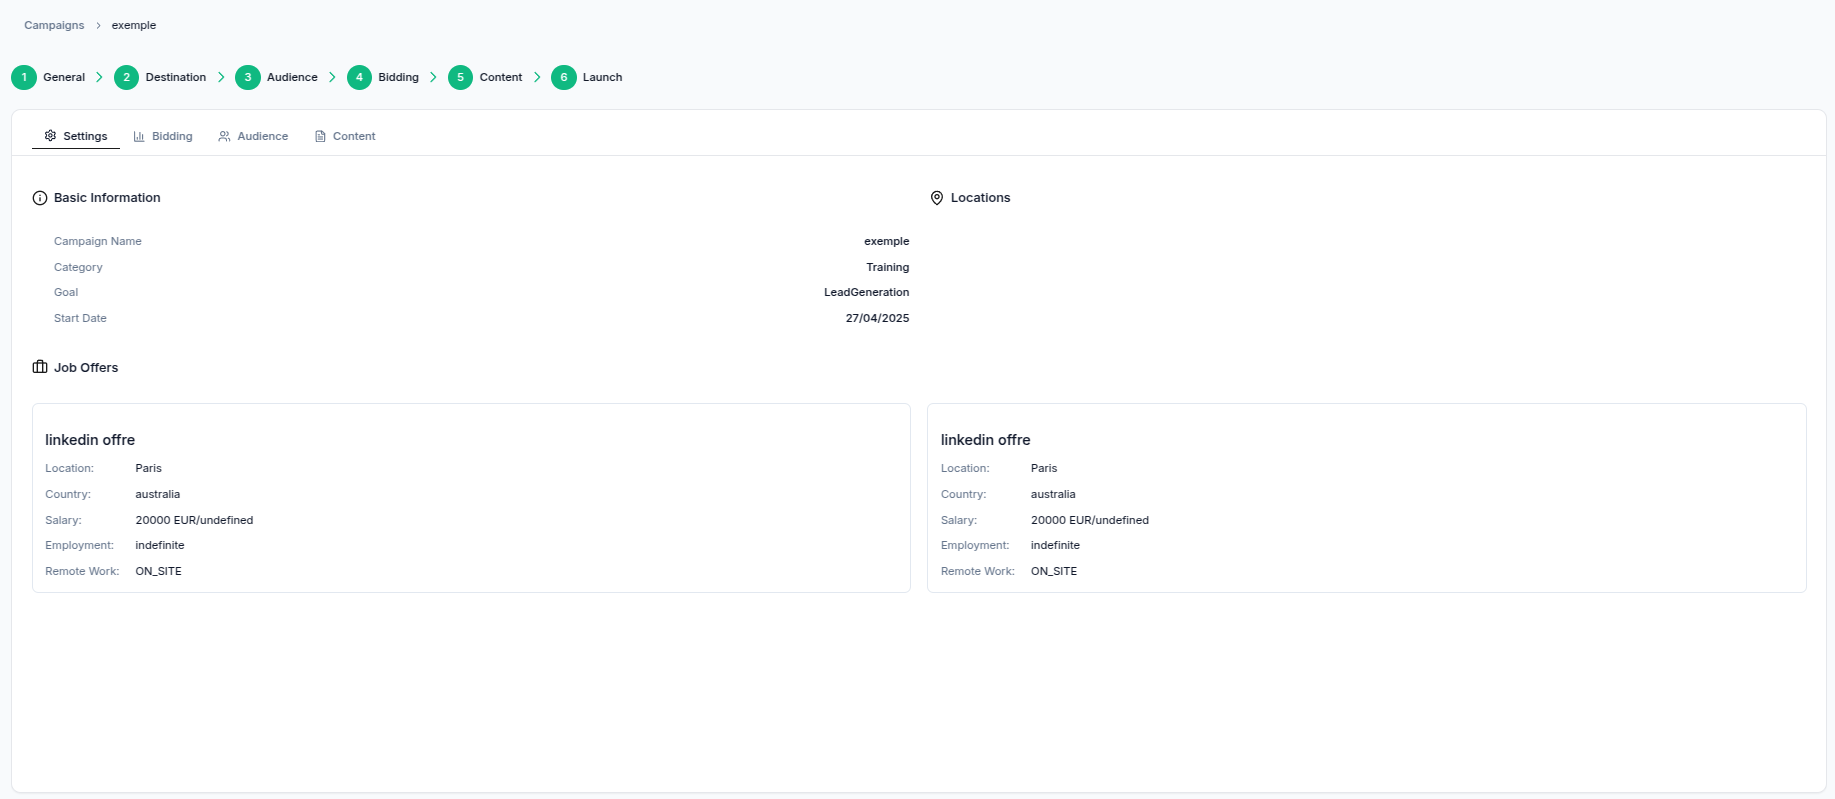 Campaigns > exemple
1 General > 2 Destination > 3 Audience > 4 Bidding > 5 Content > 6 Launch
Settings Bidding Audience Content
Basic Information
Campaign Name exemple
Category Training
Goal LeadGeneration
Start Date 27/04/2025
Locations
Job Offers
linkedin offre
Location: Paris
Country: australia
Salary: 20000 EUR/undefined
Employment: indefinite
Remote Work: ON_SITE
linkedin offre
Location: Paris
Country: australia
Salary: 20000 EUR/undefined
Employment: indefinite
Remote Work: ON_SITE